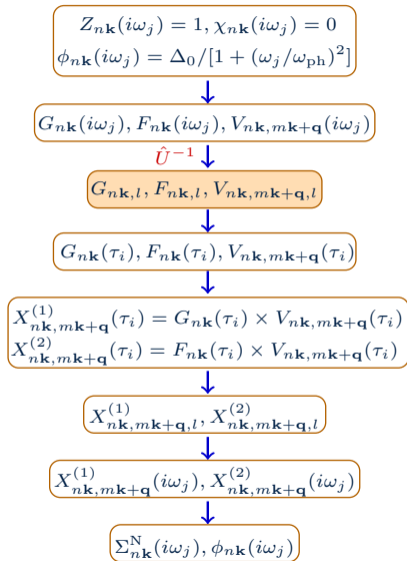 Z_{n𝐤}(iω_j) = 1, χ_{n𝐤}(iω_j) = 0
ϕ_{n𝐤}(iω_j) = Δ_0/[1 + (ω_j/ω_{ph})^2]
G_{n𝐤}(iω_j), F_{n𝐤}(iω_j), V_{n𝐤,m𝐤+𝐪}(iω_j)
Û^{-1}
G_{n𝐤,l}, F_{n𝐤,l}, V_{n𝐤,m𝐤+𝐪,l}
G_{n𝐤}(τ_i), F_{n𝐤}(τ_i), V_{n𝐤,m𝐤+𝐪}(τ_i)
X^{(1)}_{n𝐤,m𝐤+𝐪}(τ_i) = G_{n𝐤}(τ_i) × V_{n𝐤,m𝐤+𝐪}(τ_i)
X^{(2)}_{n𝐤,m𝐤+𝐪}(τ_i) = F_{n𝐤}(τ_i) × V_{n𝐤,m𝐤+𝐪}(τ_i)
X^{(1)}_{n𝐤,m𝐤+𝐪,l}, X^{(2)}_{n𝐤,m𝐤+𝐪,l}
X^{(1)}_{n𝐤,m𝐤+𝐪}(iω_j), X^{(2)}_{n𝐤,m𝐤+𝐪}(iω_j)
Σ^{N}_{n𝐤}(iω_j), ϕ_{n𝐤}(iω_j)